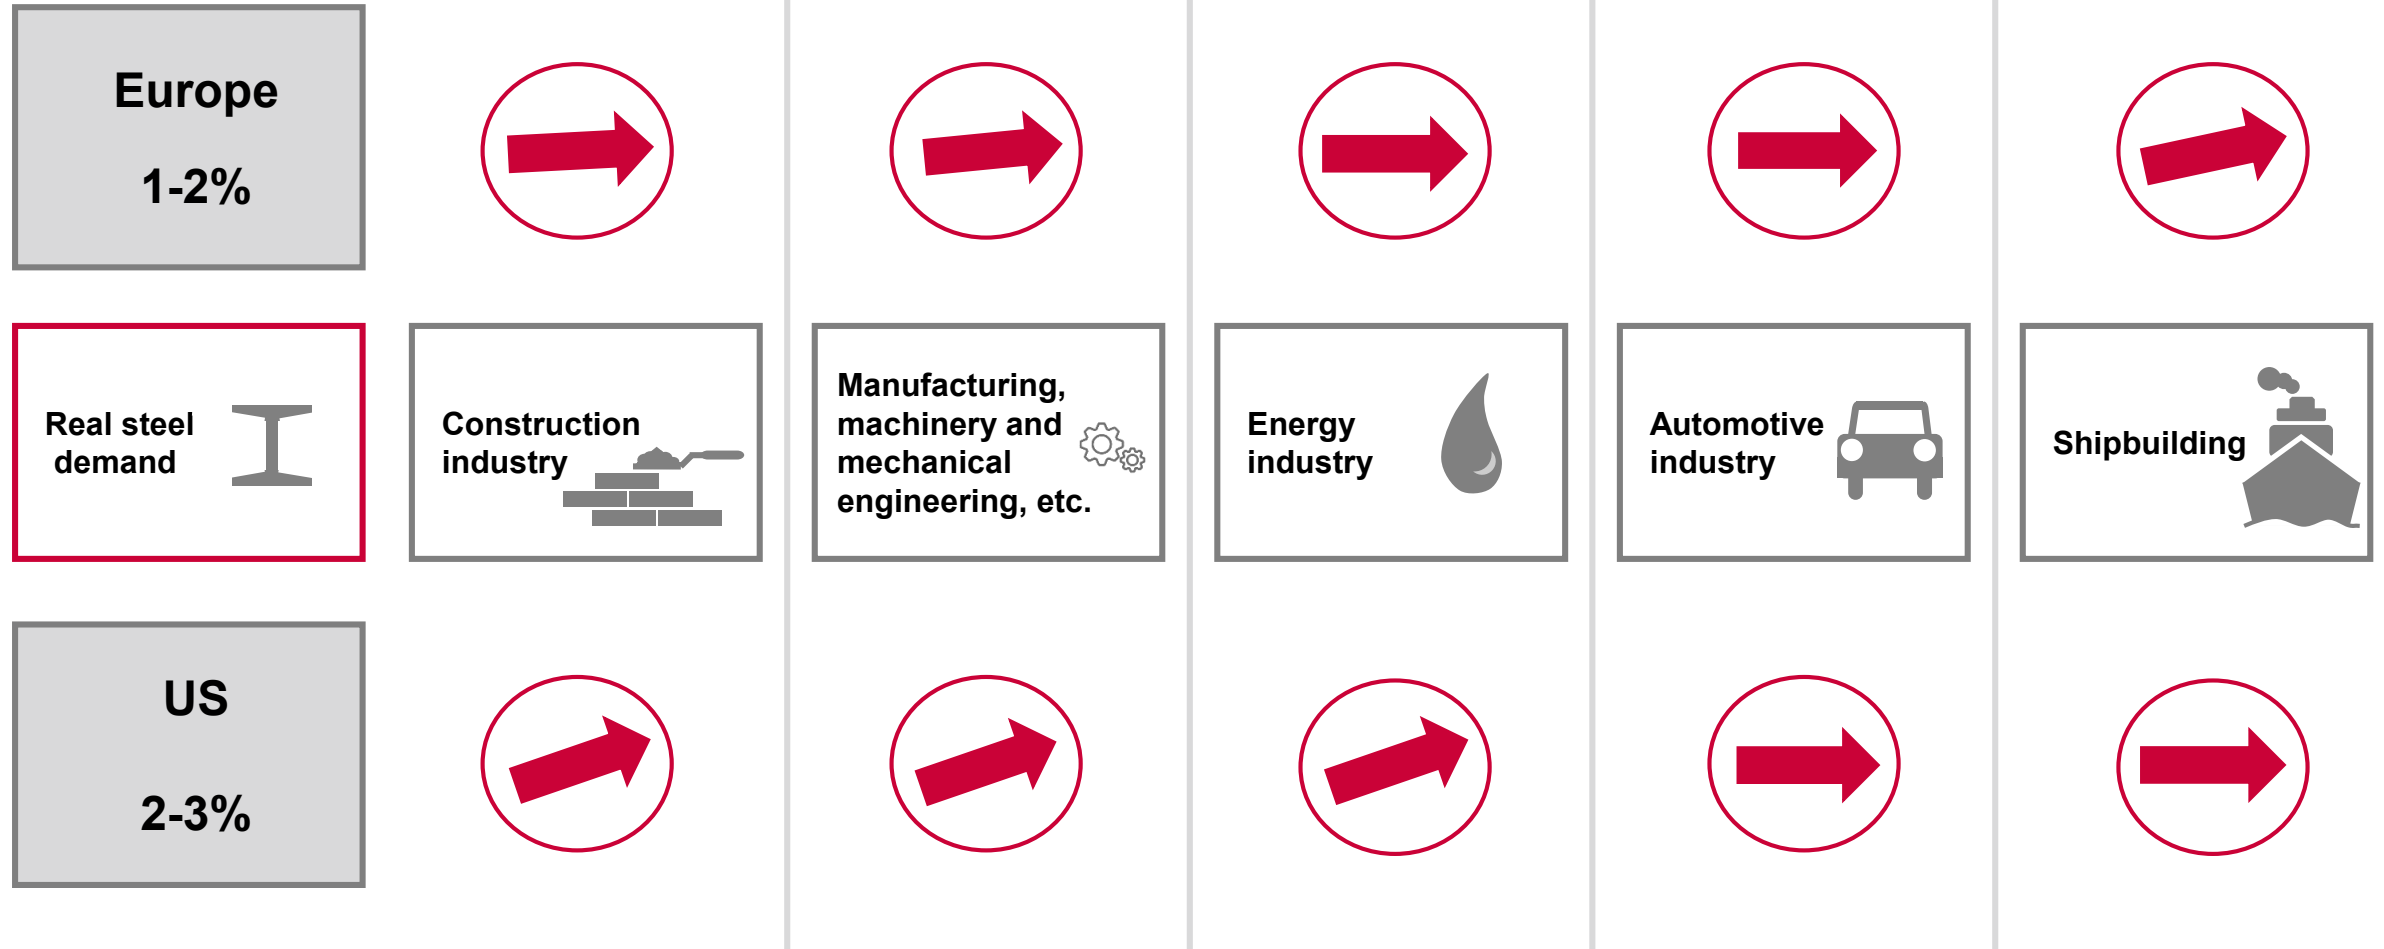 Europe
1-2%
Real steel
demand
Construction
industry
Manufacturing,
machinery and
mechanical
engineering, etc.
Energy
industry
Automotive
industry
Shipbuilding
US
2-3%